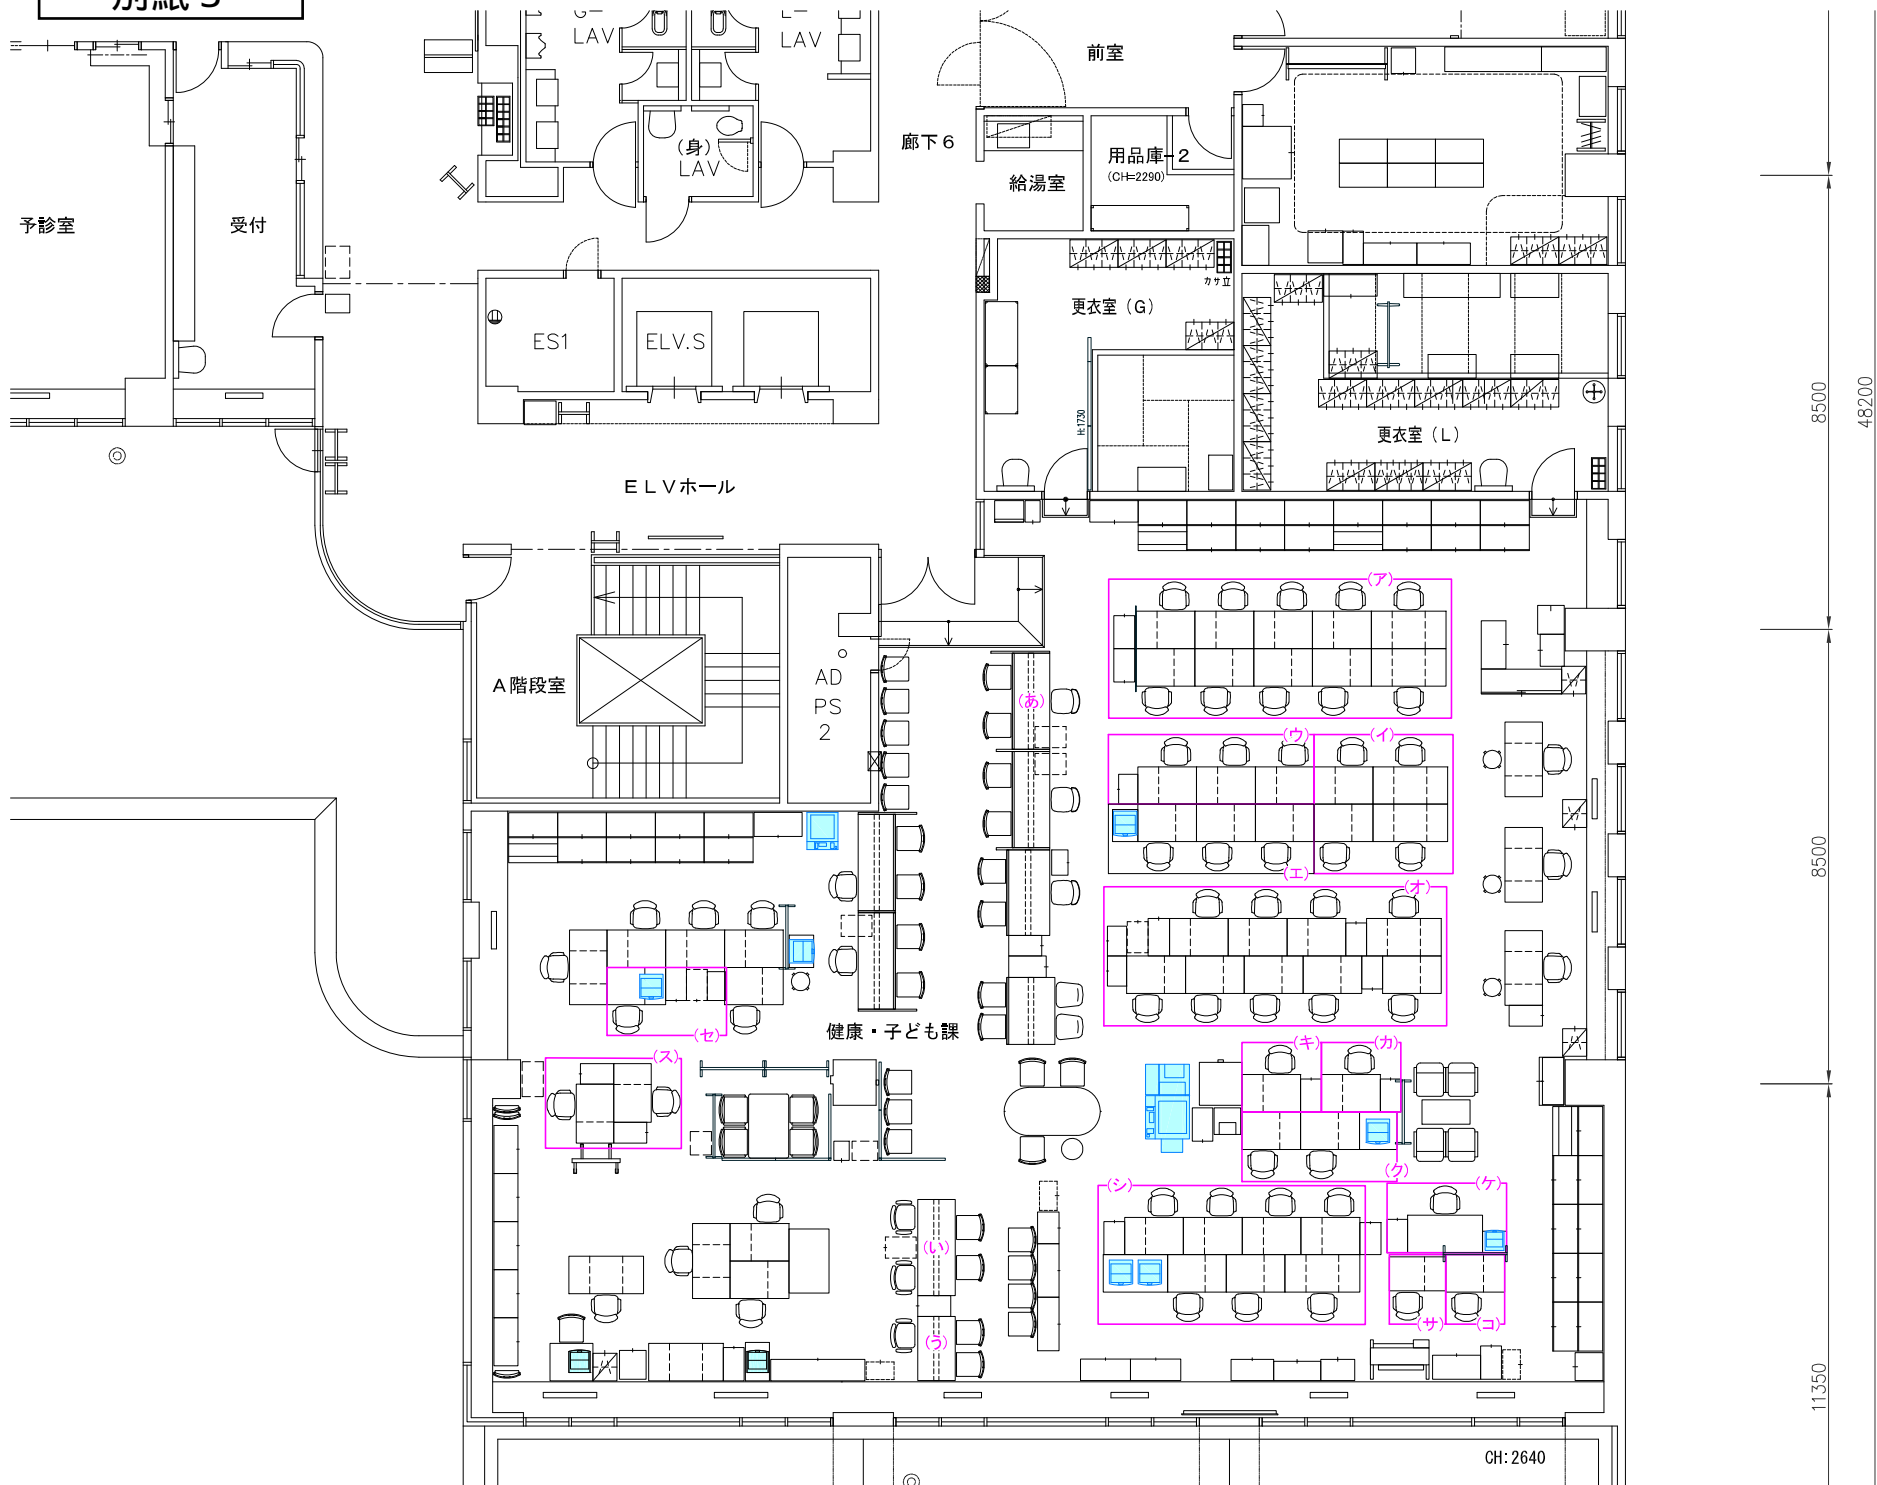 別紙
LAV
LAV
前室
廊下6
(身)
LAV
用品庫-2
(CH=2290)
給湯室
予診室
受付
カサ立
更衣室(G)
ES1
ELV.S
8500
48200
H:1730
更衣室(L)
ELVホール
(ア)
A階段室
AD
PS
2
(あ)
(ウ)
(イ)
8500
(エ)
(オ)
健康・子ども課
(セ)
(ス)
(キ)
(カ)
(ク)
(シ)
(ケ)
(い)
(う)
(サ)
(コ)
11350
CH:2640